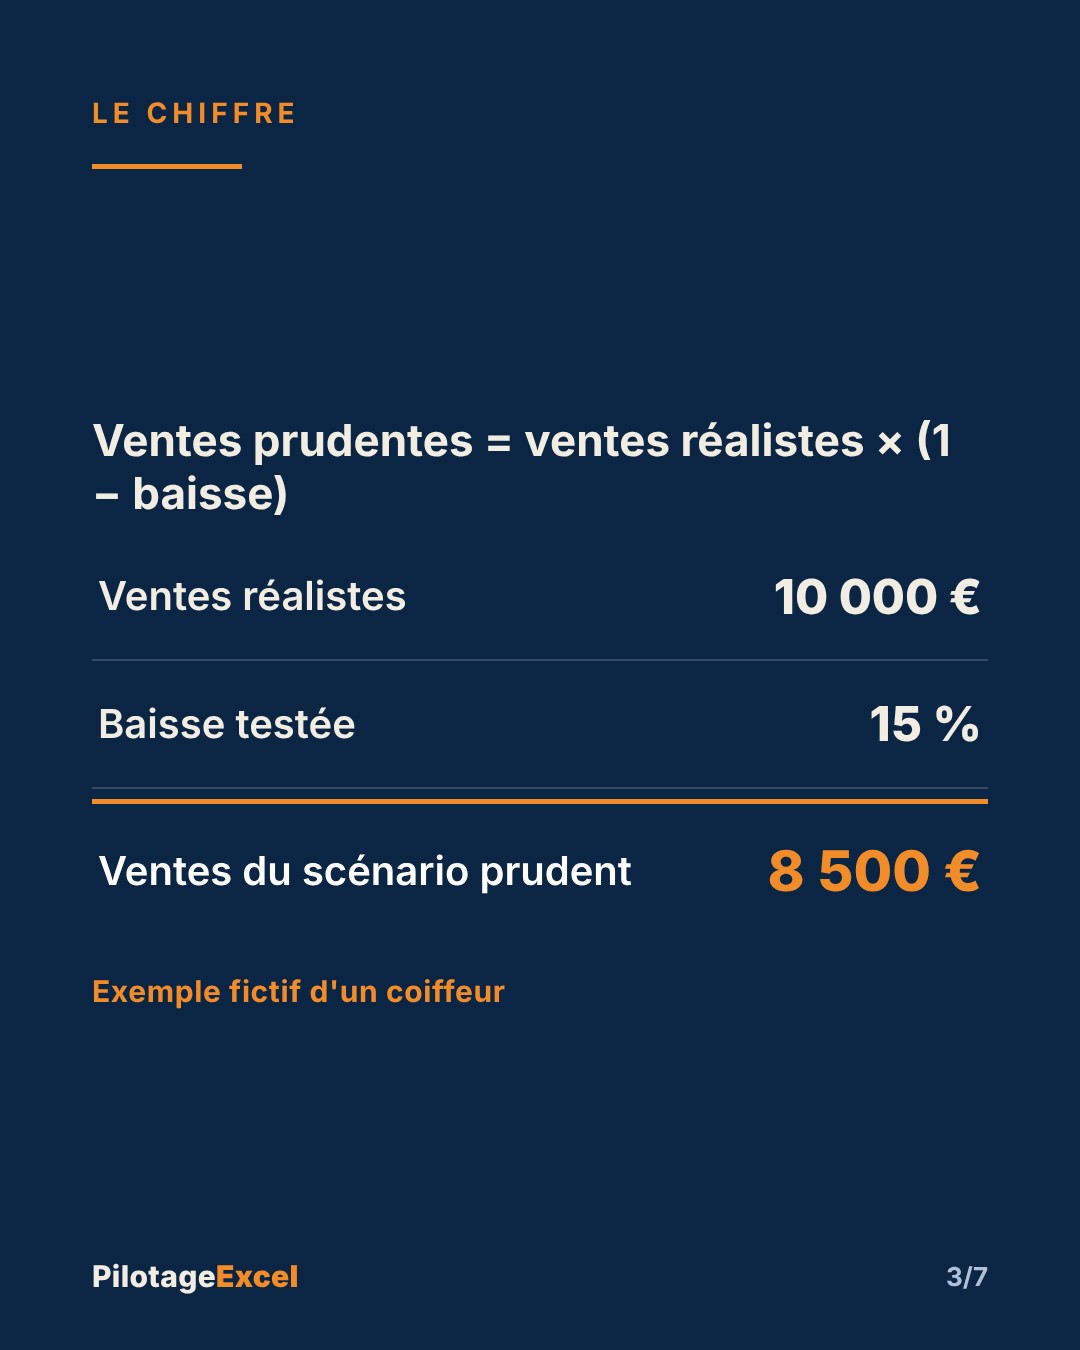 LE CHIFFRE
Ventes prudentes = ventes réalistes × (1
− baisse)
Ventes réalistes 10 000 €
Baisse testée 15 %
Ventes du scénario prudent 8 500 €
Exemple fictif d'un coiffeur
PilotageExcel 3/7